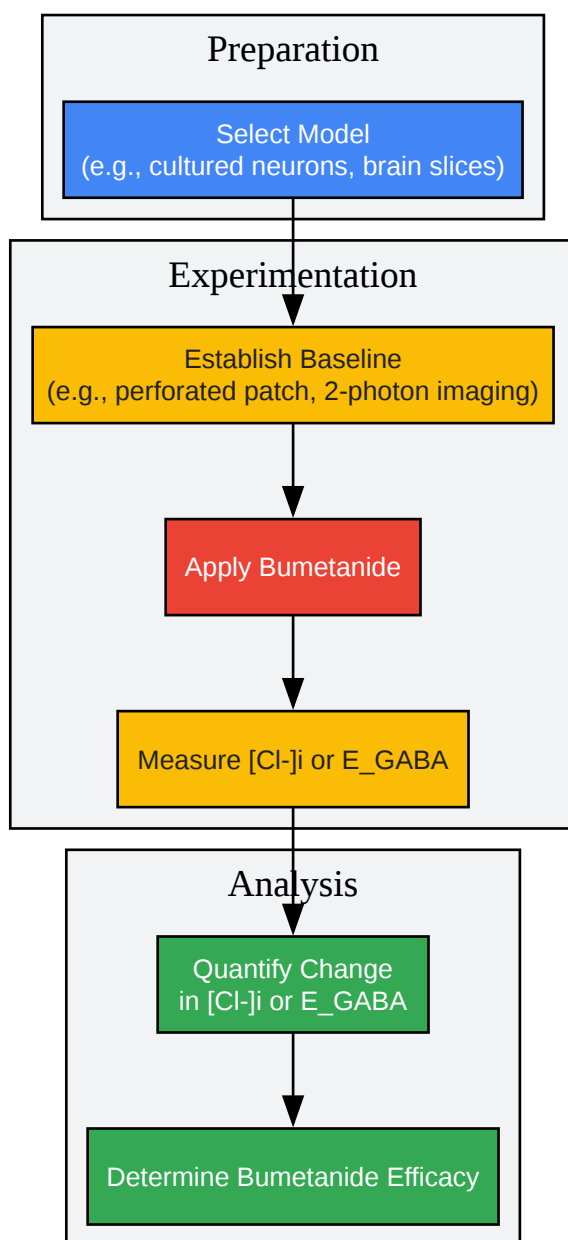 Preparation
Select Model
(e.g., cultured neurons, brain slices)
Experimentation
Establish Baseline
(e.g., perforated patch, 2-photon imaging)
Apply Bumetanide
Measure [Cl-]i or E_GABA
Analysis
Quantify Change
in [Cl-]i or E_GABA
Determine Bumetanide Efficacy